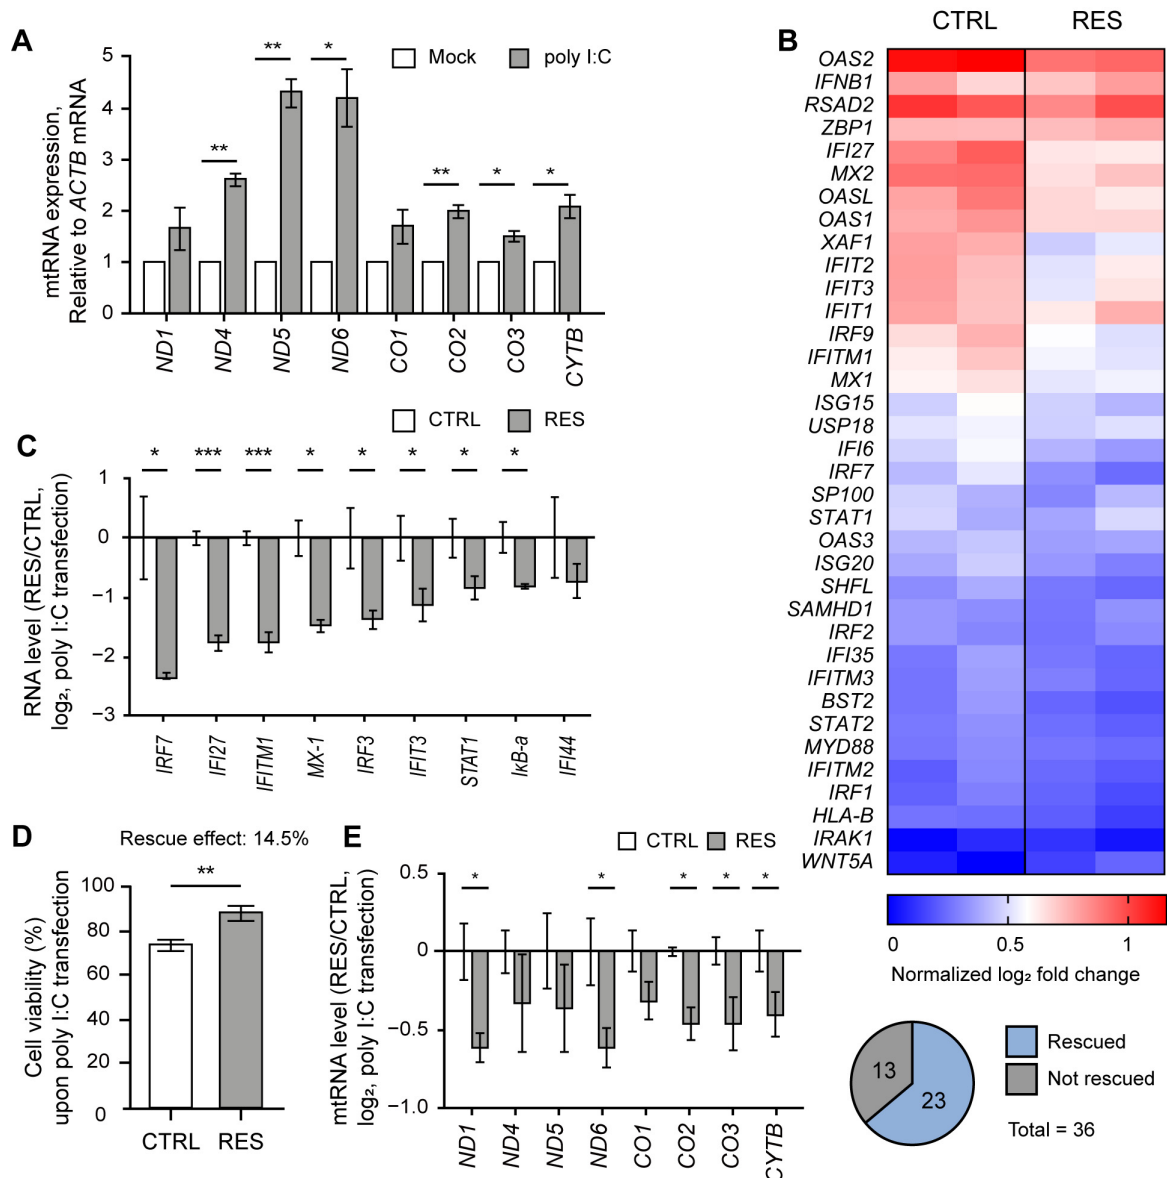 A
Mock
poly I:C
mtRNA expression,
Relative to ACTB mRNA
5
4
3
2
1
0
**
**
*
**
*
*
ND1
ND4
ND5
ND6
CO1
CO2
CO3
CYTB
B
CTRL
RES
OAS2
IFNB1
RSAD2
ZBP1
IFI27
MX2
OASL
OAS1
XAF1
IFIT2
IFIT3
IFIT1
IRF9
IFITM1
MX1
ISG15
USP18
IFI6
IRF7
SP100
STAT1
OAS3
ISG20
SHFL
SAMHD1
IRF2
IFI35
IFITM3
BST2
STAT2
MYD88
IFITM2
IRF1
HLA-B
IRAK1
WNT5A
0
0.5
1
Normalized log₂ fold change
13
23
Rescued
Not rescued
Total = 36
C
CTRL
RES
RNA level (RES/CTRL,
log₂, poly I:C transfection)
*
***
***
*
*
*
*
*
1
0
−1
−2
−3
IRF7
IFI27
IFITM1
MX-1
IRF3
IFIT3
STAT1
IκB-a
IFI44
D
Rescue effect: 14.5%
**
Cell viability (%)
upon poly I:C transfection
100
80
60
40
20
0
CTRL
RES
E
CTRL
RES
mtRNA level (RES/CTRL,
log₂, poly I:C transfection)
*
*
*
*
*
0.5
0
−0.5
−1.0
ND1
ND4
ND5
ND6
CO1
CO2
CO3
CYTB